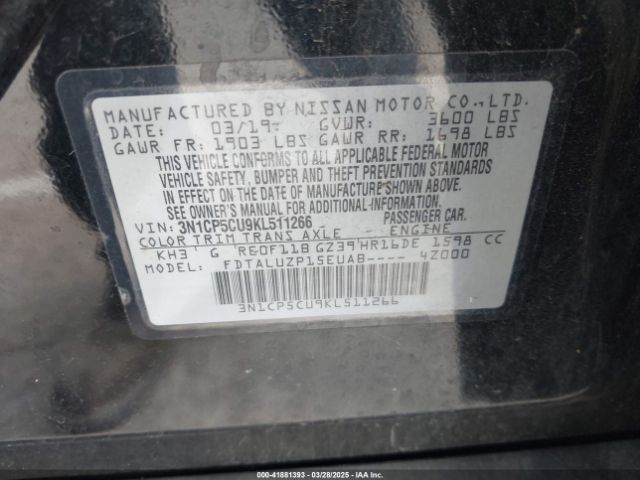 MANUFACTURED BY NISSAN MOTOR CO.,LTD.
DATE: 03/19 GVWR: 3600 LBS
GAWR FR: 1903 LBS GAWR RR: 1698 LBS
THIS VEHICLE CONFORMS TO ALL APPLICABLE FEDERAL MOTOR
VEHICLE SAFETY, BUMPER AND THEFT PREVENTION STANDARDS
IN EFFECT ON THE DATE OF MANUFACTURE SHOWN ABOVE.
SEE OWNER'S MANUAL FOR ADDITIONAL-INFORMATION.
VIN: 3N1CP5CU9KL511266 PASSENGER CAR.
COLOR TRIM TRANS AXLE - ENGINE
KH3 G RE0F11B GZ39 HR16DE 1598 CC
MODEL: FDTALUZP15EUAB---- 4Z000
3N1CP5CU9KL511266
000-41881393 | 03/28/2025 | IAA Inc.